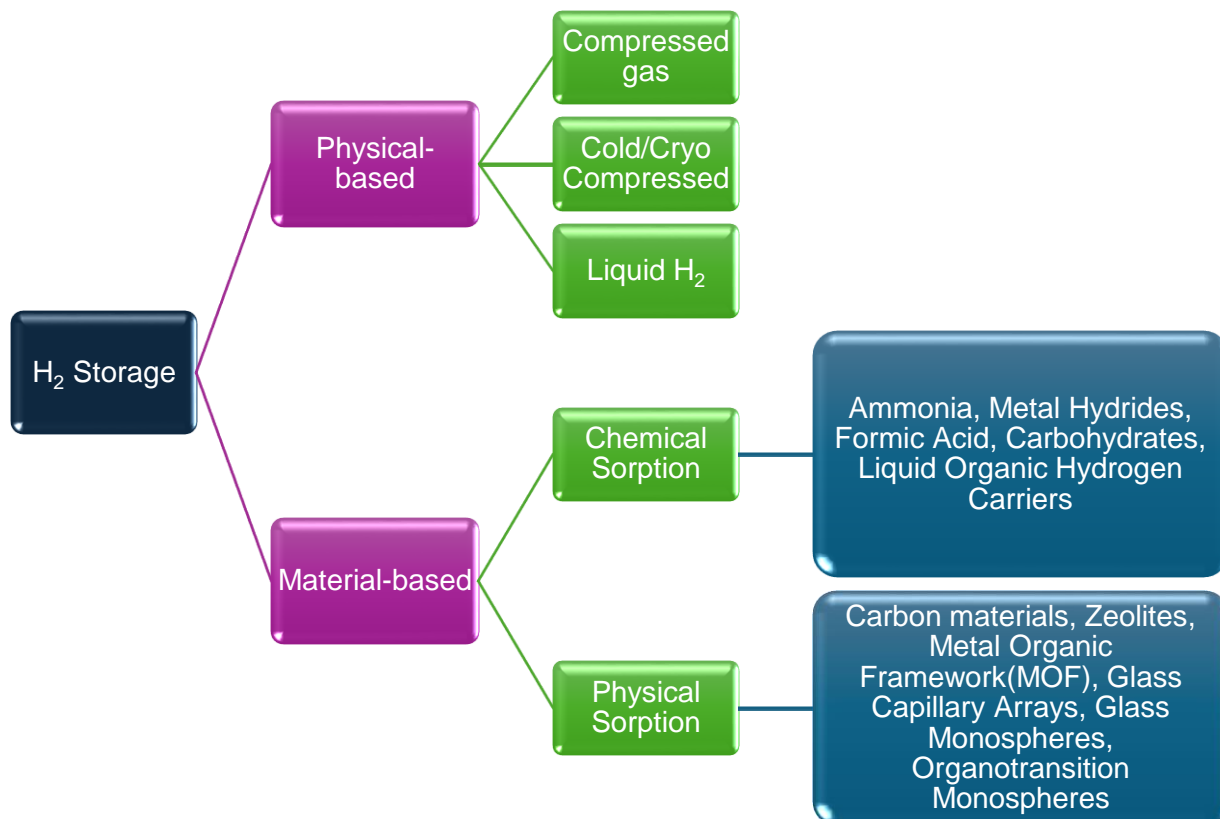 H₂ Storage
Physical-
based
Compressed
gas
Cold/Cryo
Compressed
Liquid H₂
Material-based
Chemical
Sorption
Ammonia, Metal Hydrides,
Formic Acid, Carbohydrates,
Liquid Organic Hydrogen
Carriers
Physical
Sorption
Carbon materials, Zeolites,
Metal Organic
Framework(MOF), Glass
Capillary Arrays, Glass
Monospheres,
Organotransition
Monospheres